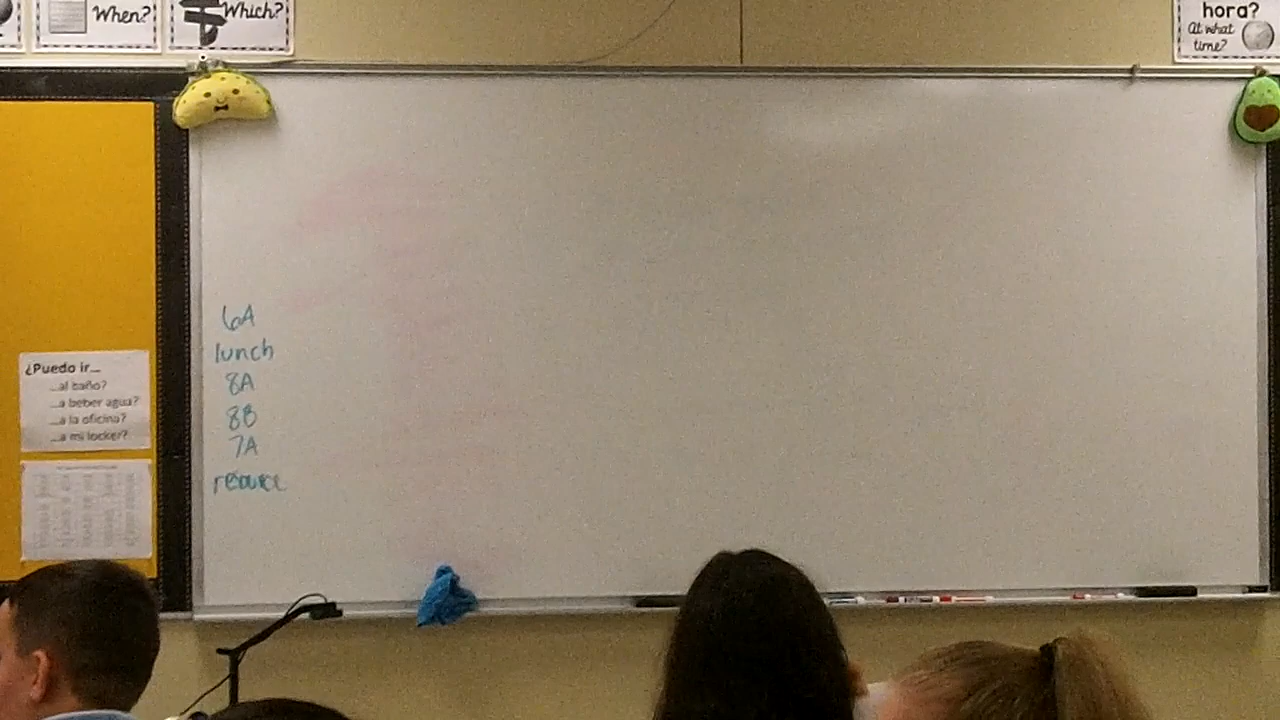 When?
Which?
hora?
At what
time?
6A
lunch
8A
8B
7A
¿Puedo ir...
...al baño?
...a beber agua?
...a la oficina?
...a mi locker?